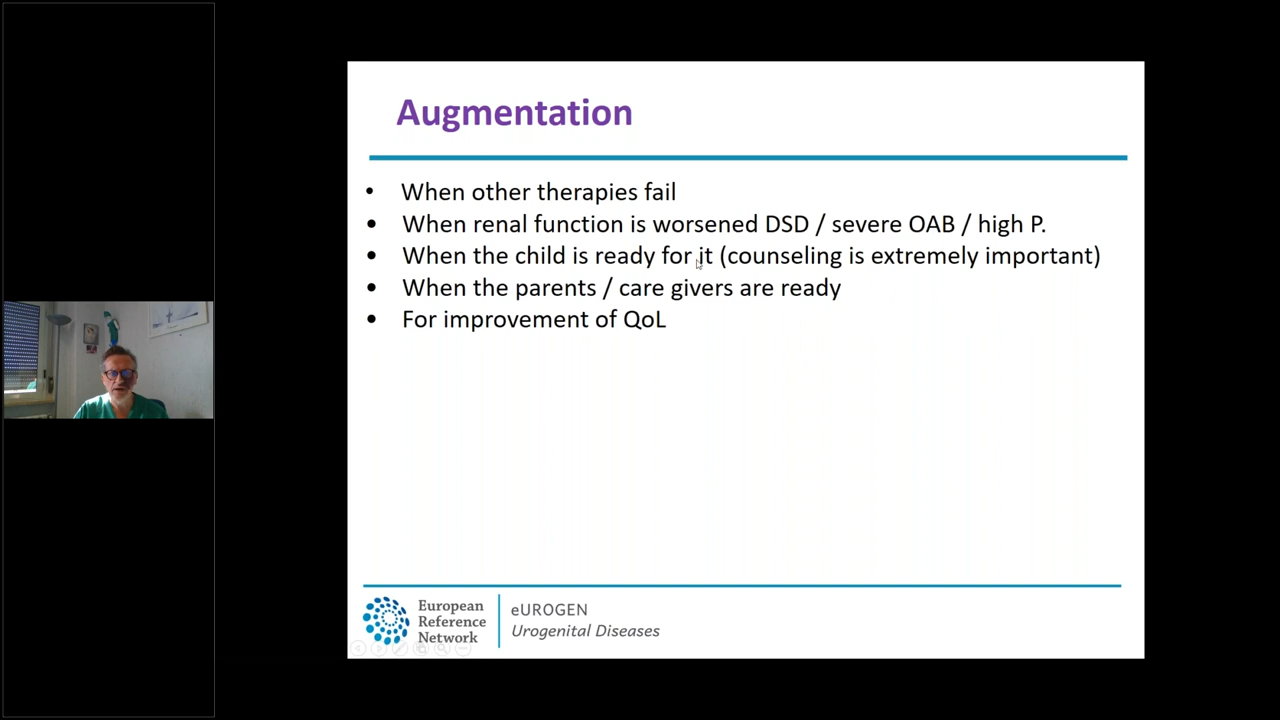 Augmentation
• When other therapies fail
• When renal function is worsened DSD / severe OAB / high P.
• When the child is ready for it (counseling is extremely important)
• When the parents / care givers are ready
• For improvement of QoL
European
Reference
Network
eUROGEN
Urogenital Diseases